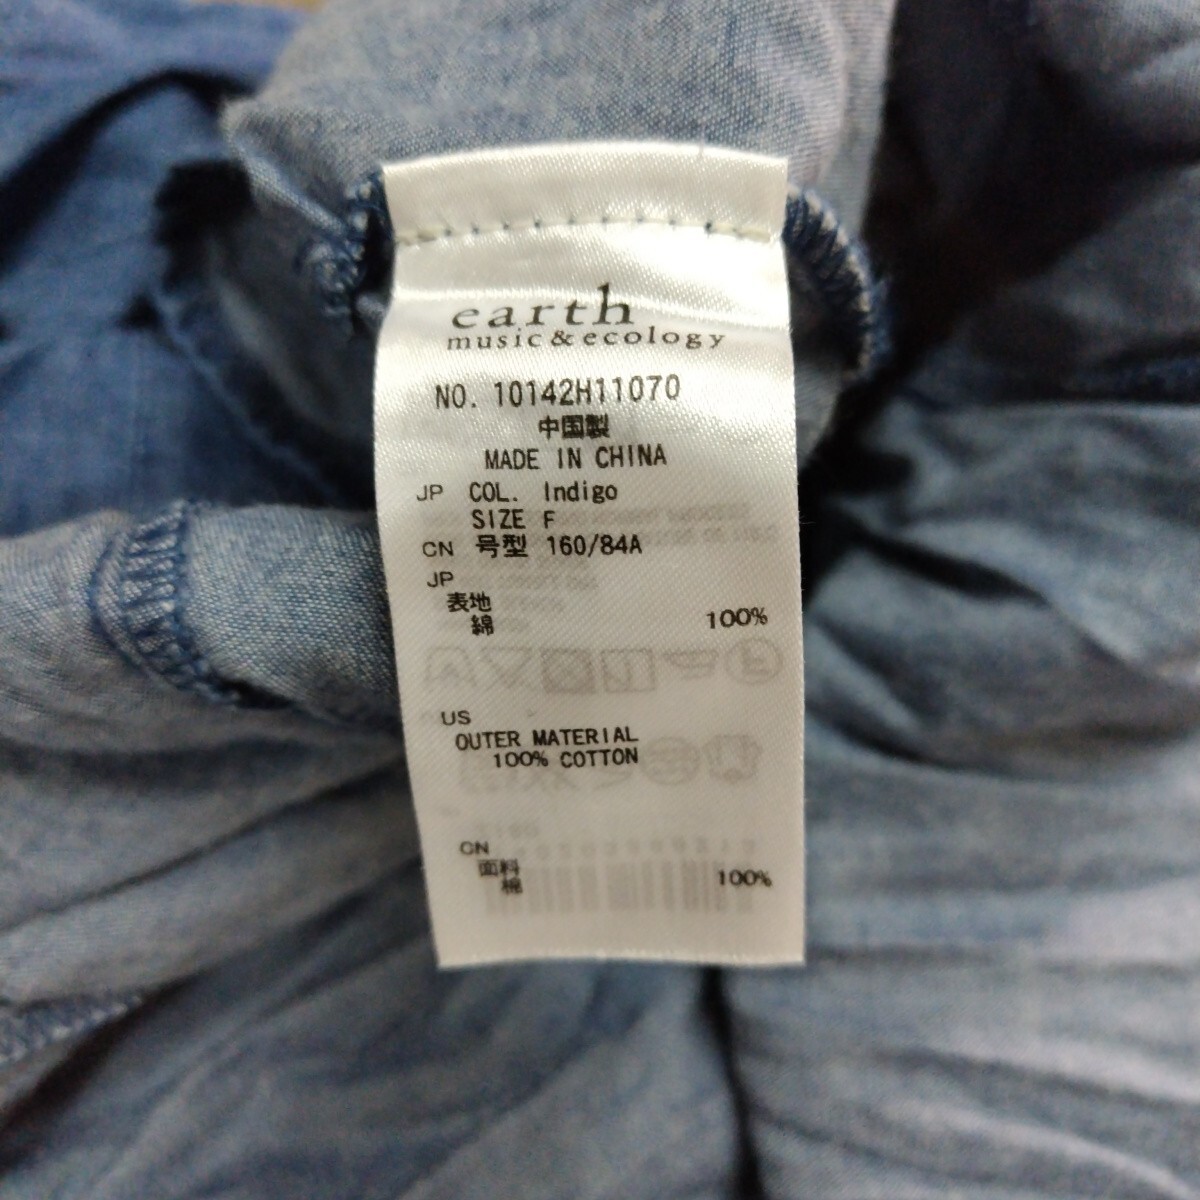 earth
music&ecology
NO. 10142H11070
中国製
MADE IN CHINA
JP COL. Indigo
SIZE F
CN 号型 160/84A
JP
表地
綿 100%
US
OUTER MATERIAL
100% COTTON
CN
面料
棉 100%